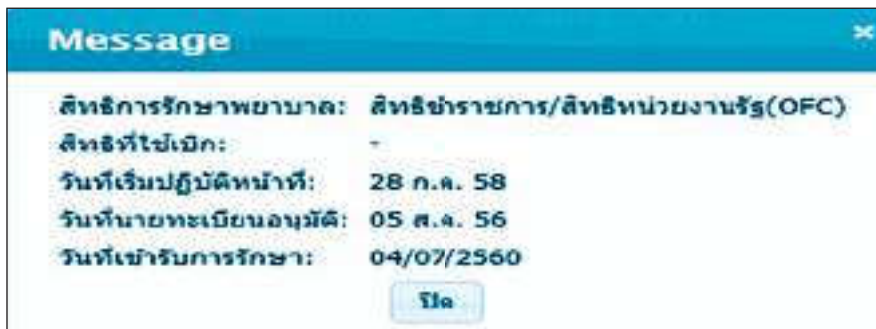 Message
สิทธิการรักษาพยาบาล: สิทธิข้าราชการ/สิทธิหน่วยงานรัฐ(OFC)
สิทธิที่ใช้เบิก: -
วันที่เริ่มปฏิบัติหน้าที่: 28 ก.ค. 58
วันที่นายทะเบียนอนุมัติ: 05 ส.ค. 56
วันที่เข้ารับการรักษา: 04/07/2560
ปิด